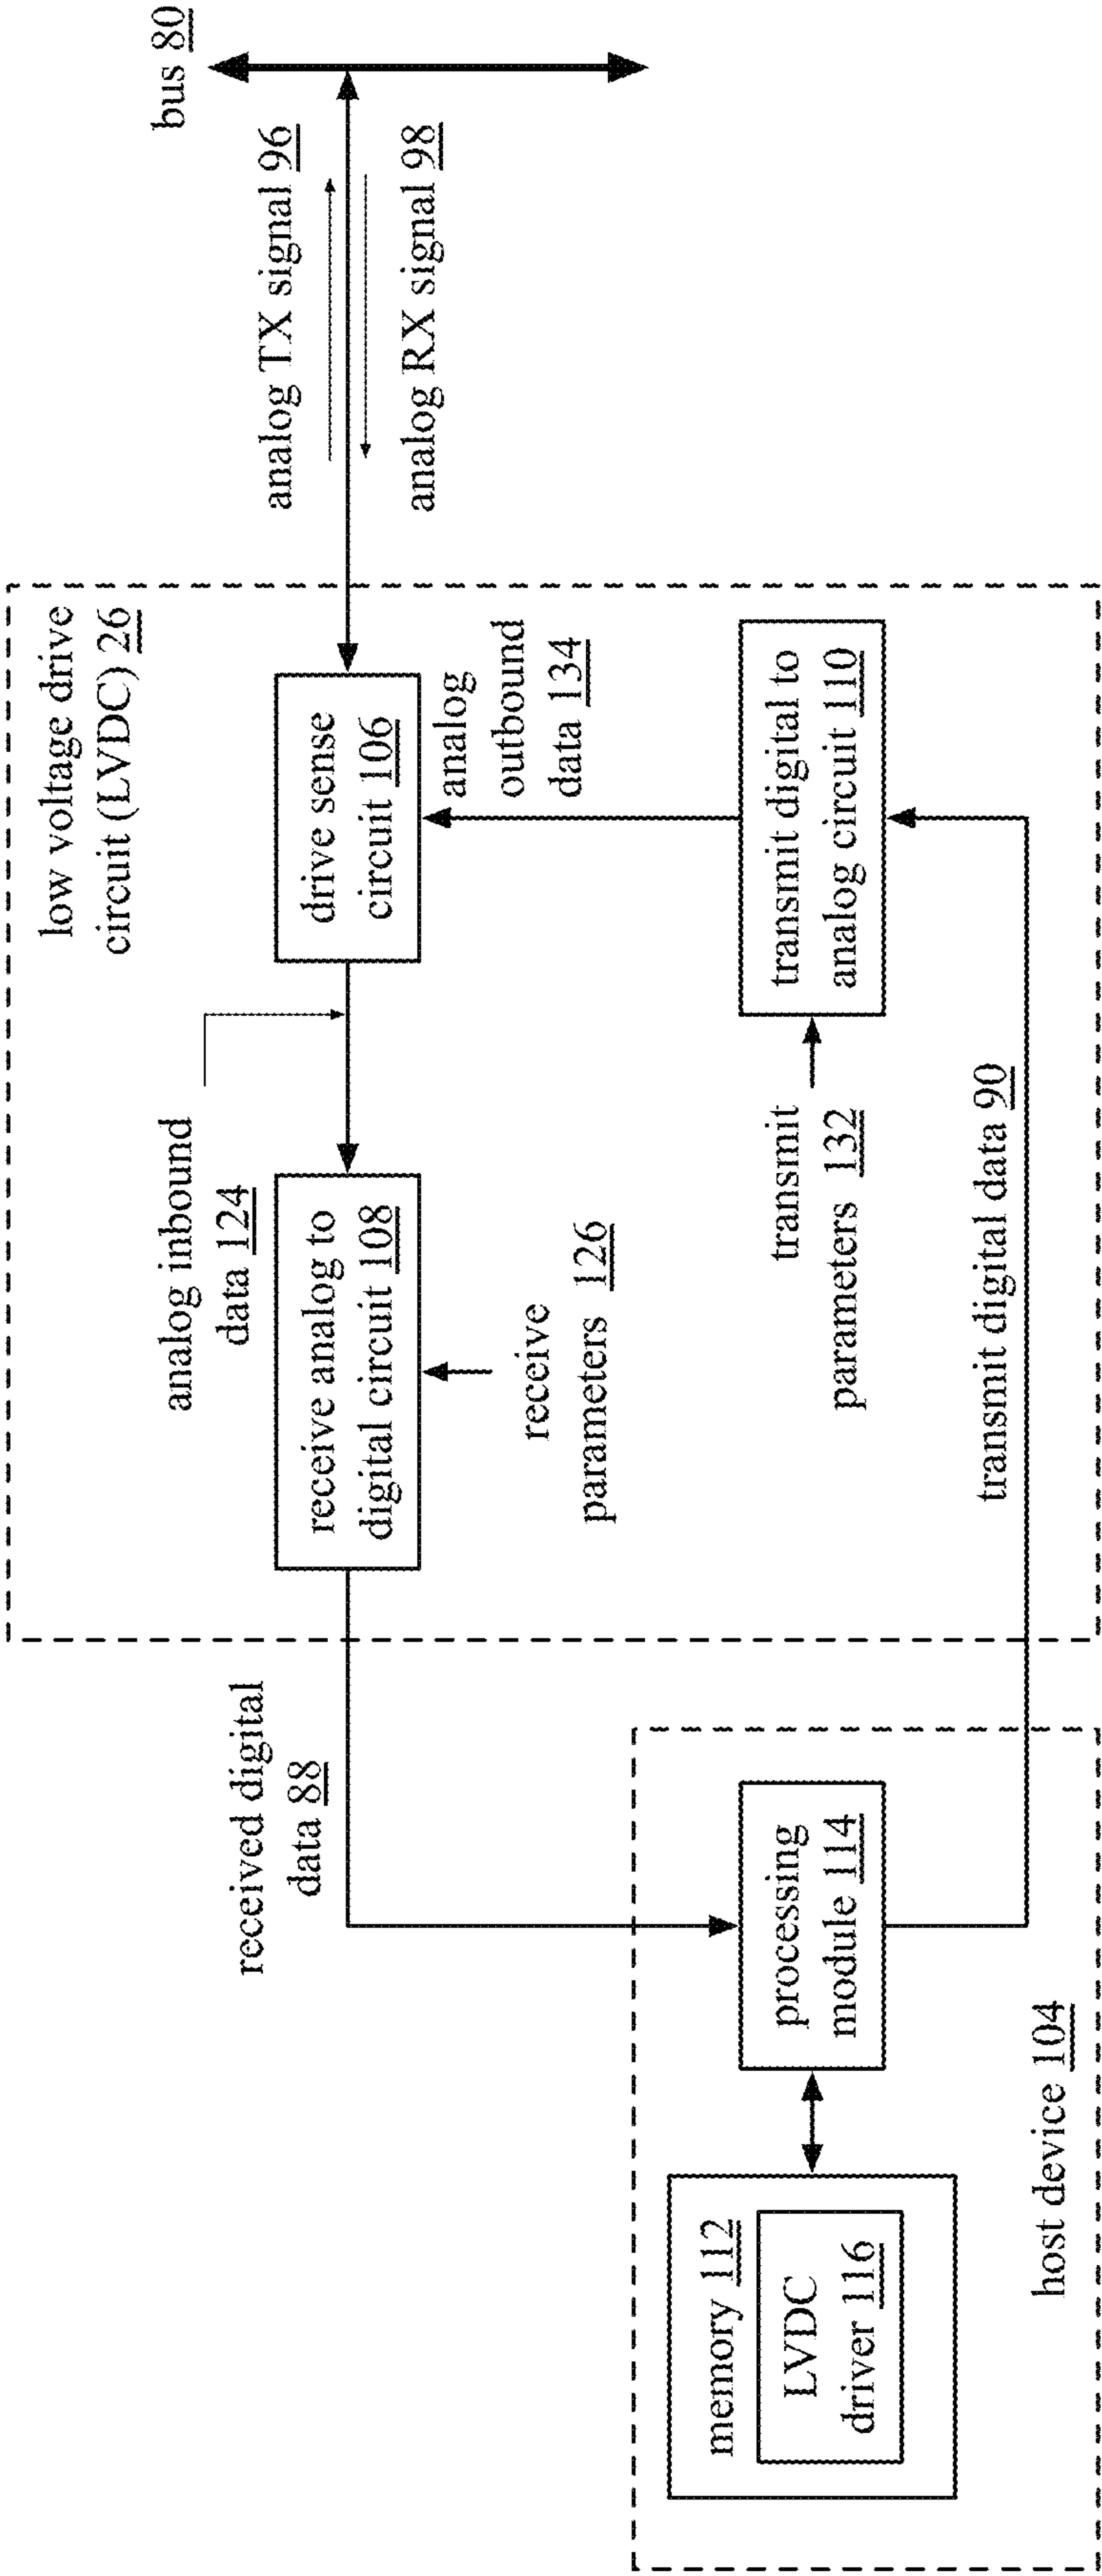 low voltage drive
circuit (LVDC) 26
bus 80
analog inbound
data 124
received digital
data 88
analog TX signal 96
receive analog to
digital circuit 108
drive sense
circuit 106
analog RX signal 98
analog
outbound
data 134
receive
parameters 126
memory 112
LVDC
driver 116
processing
module 114
transmit
parameters 132
transmit digital to
analog circuit 110
transmit digital data 90
host device 104